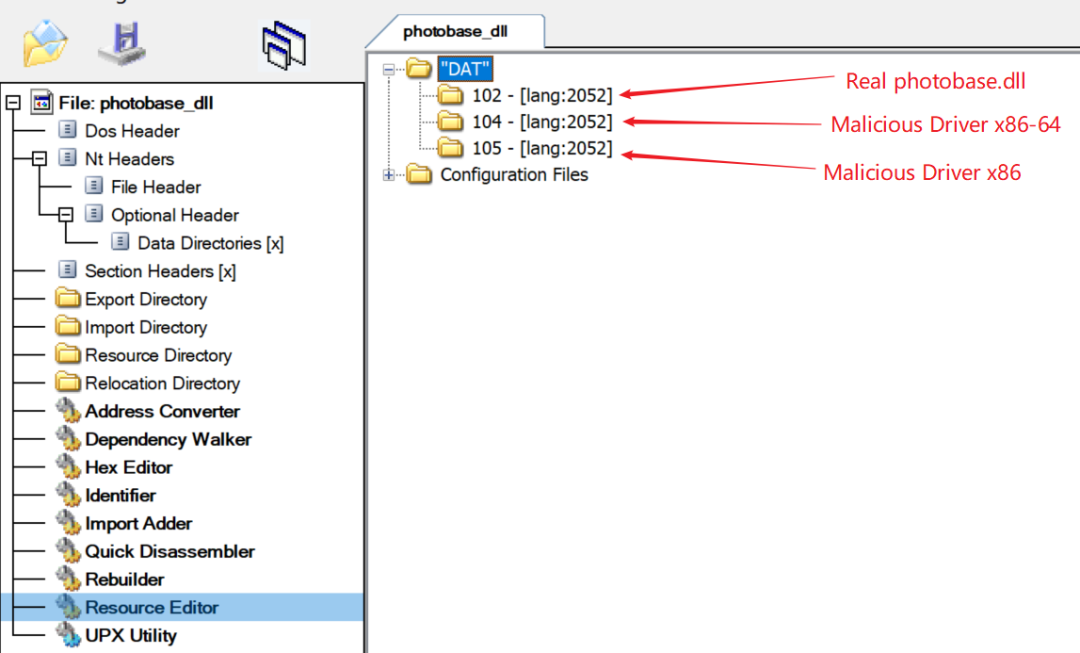 photobase_dll
File: photobase_dll
Dos Header
Nt Headers
File Header
Optional Header
Data Directories [x]
Section Headers [x]
Export Directory
Import Directory
Resource Directory
Relocation Directory
Address Converter
Dependency Walker
Hex Editor
Identifier
Import Adder
Quick Disassembler
Rebuilder
Resource Editor
UPX Utility
"DAT"
102 - [lang:2052]
104 - [lang:2052]
105 - [lang:2052]
Configuration Files
Real photobase.dll
Malicious Driver x86-64
Malicious Driver x86